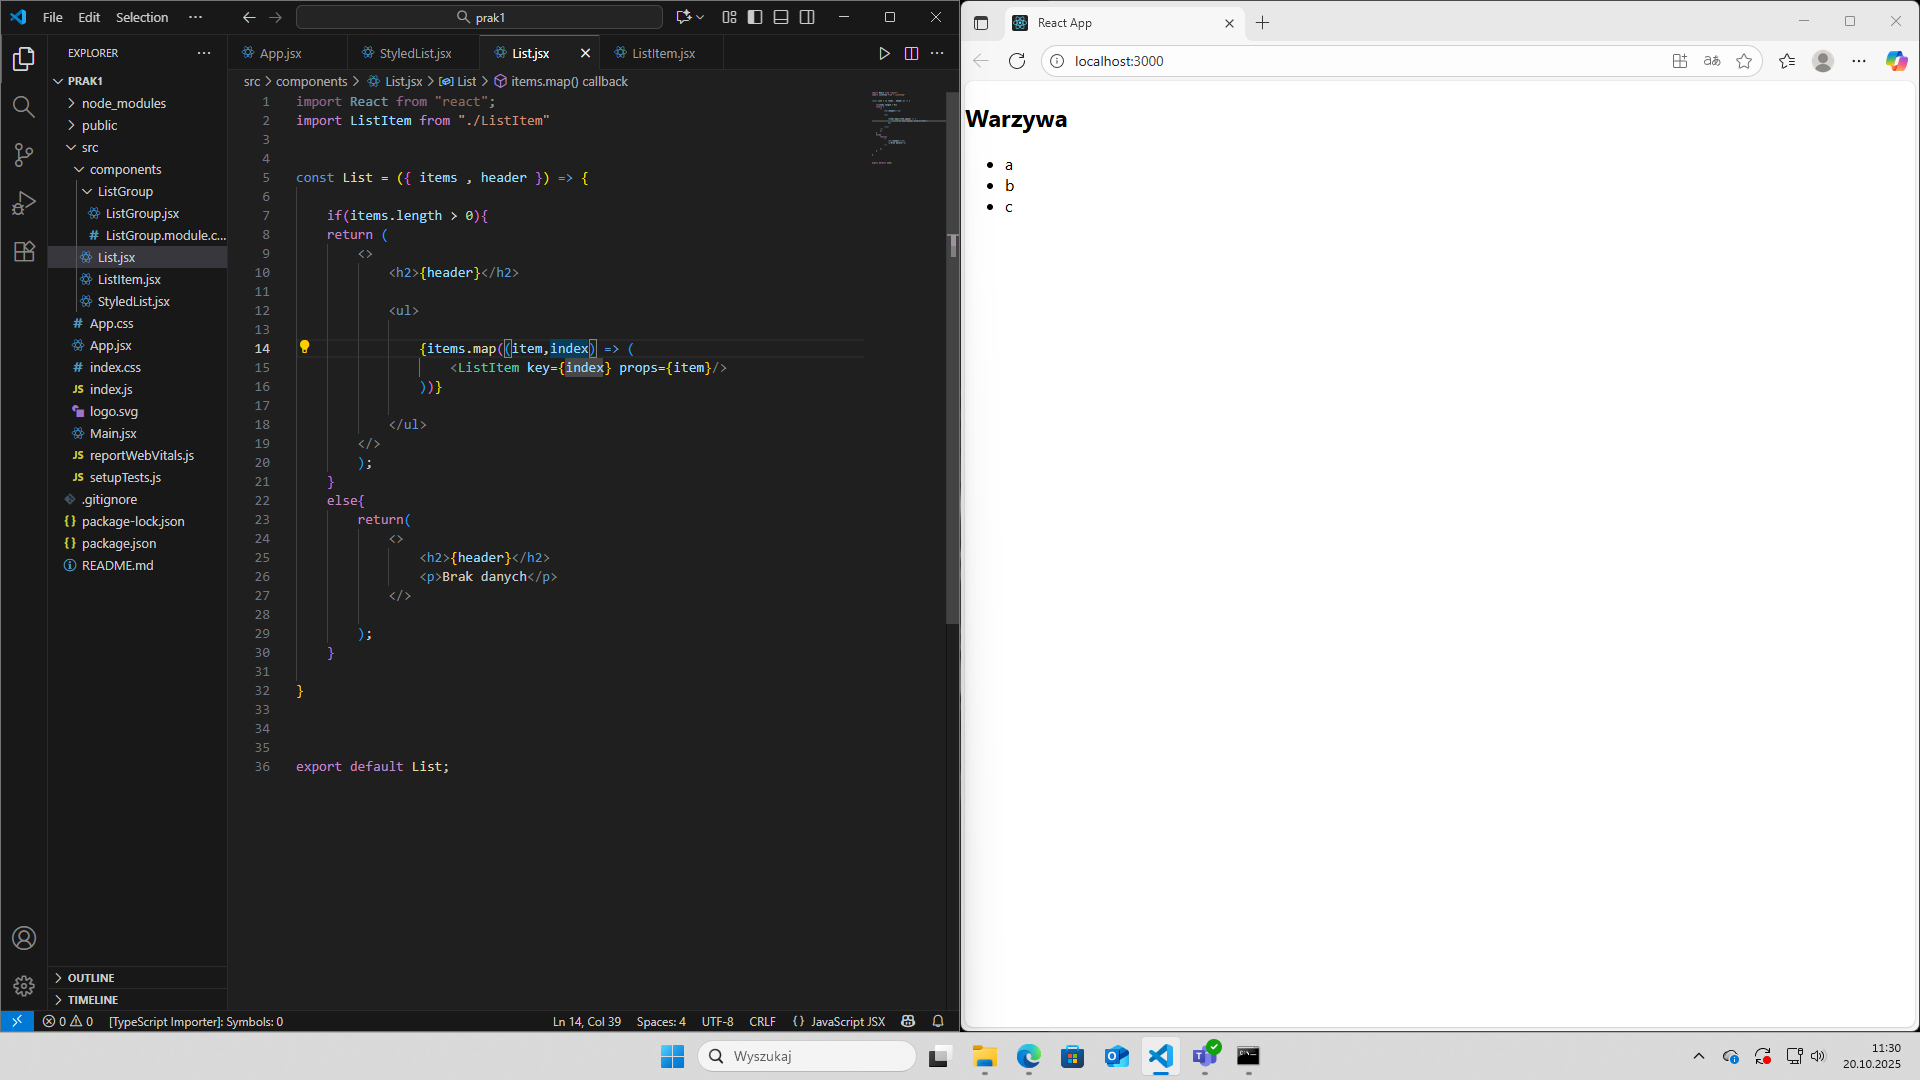 File Edit Selection ···
prak1
EXPLORER
PRAK1
node_modules
public
src
components
ListGroup
ListGroup.jsx
ListGroup.module.c...
List.jsx
ListItem.jsx
StyledList.jsx
App.css
App.jsx
index.css
index.js
logo.svg
Main.jsx
reportWebVitals.js
setupTests.js
.gitignore
package-lock.json
package.json
README.md
OUTLINE
TIMELINE
App.jsx StyledList.jsx List.jsx ListItem.jsx
src > components > List.jsx > List > items.map() callback
1 import React from "react";
2 import ListItem from "./ListItem"
3
4
5 const List = ({ items , header }) => {
6
7 if(items.length > 0){
8 return (
9 <>
10 <h2>{header}</h2>
11
12 <ul>
13
14 {items.map((item,index) => (
15 <ListItem key={index} props={item}/>
16 ))}
17
18 </ul>
19 </>
20 );
21 }
22 else{
23 return(
24 <>
25 <h2>{header}</h2>
26 <p>Brak danych</p>
27 </>
28
29 );
30 }
31
32 }
33
34
35
36 export default List;
0 0 [TypeScript Importer]: Symbols: 0 Ln 14, Col 39 Spaces: 4 UTF-8 CRLF {} JavaScript JSX
React App
localhost:3000
Warzywa
• a
• b
• c
Wyszukaj
11:30
20.10.2025